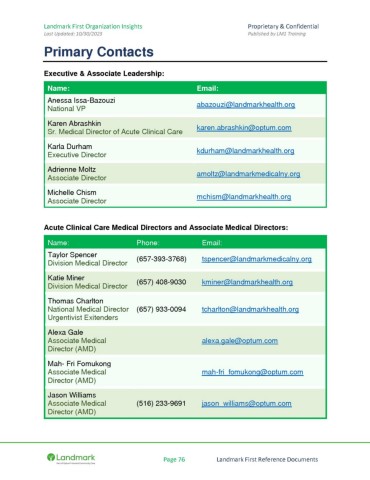 Landmark First Organization Insights Proprietary & Confidential
Last Updated: 10/30/2023 Published by LMS Training
Primary Contacts
Executive & Associate Leadership:
Name: Email:
Anessa Issa-Bazouzi
National VP abazouzi@landmarkhealth.org
Karen Abrashkin
Sr. Medical Director of Acute Clinical Care karen.abrashkin@optum.com
Karla Durham
Executive Director kdurham@landmarkhealth.org
Adrienne Moltz
Associate Director amoltz@landmarkmedicalny.org
Michelle Chism
Associate Director mchism@landmarkhealth.org
Acute Clinical Care Medical Directors and Associate Medical Directors:
Name: Phone: Email:
Taylor Spencer
Division Medical Director (657-393-3768) tspencer@landmarkmedicalny.org
Katie Miner
Division Medical Director (657) 408-9030 kminer@landmarkhealth.org
Thomas Charlton
National Medical Director (657) 933-0094 tcharlton@landmarkhealth.org
Urgentivist Exitenders
Alexa Gale
Associate Medical alexa.gale@optum.com
Director (AMD)
Mah- Fri Fomukong
Associate Medical mah-fri_fomukong@optum.com
Director (AMD)
Jason Williams
Associate Medical (516) 233-9691 jason_williams@optum.com
Director (AMD)
Landmark
Page 76 Landmark First Reference Documents